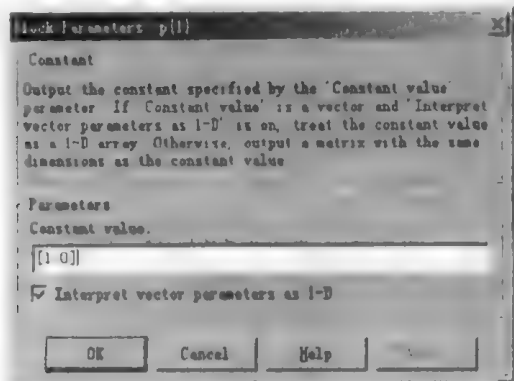 Block Parameters p{1}
Constant
Output the constant specified by the 'Constant value'
parameter If 'Constant value' is a vector and 'Interpret
vector parameters as 1-D' is on, treat the constant value
as a 1-D array Otherwise, output a matrix with the same
dimensions as the constant value
Parameters
Constant value.
[1 0]
Interpret vector parameters as 1-D
OK Cancel Help